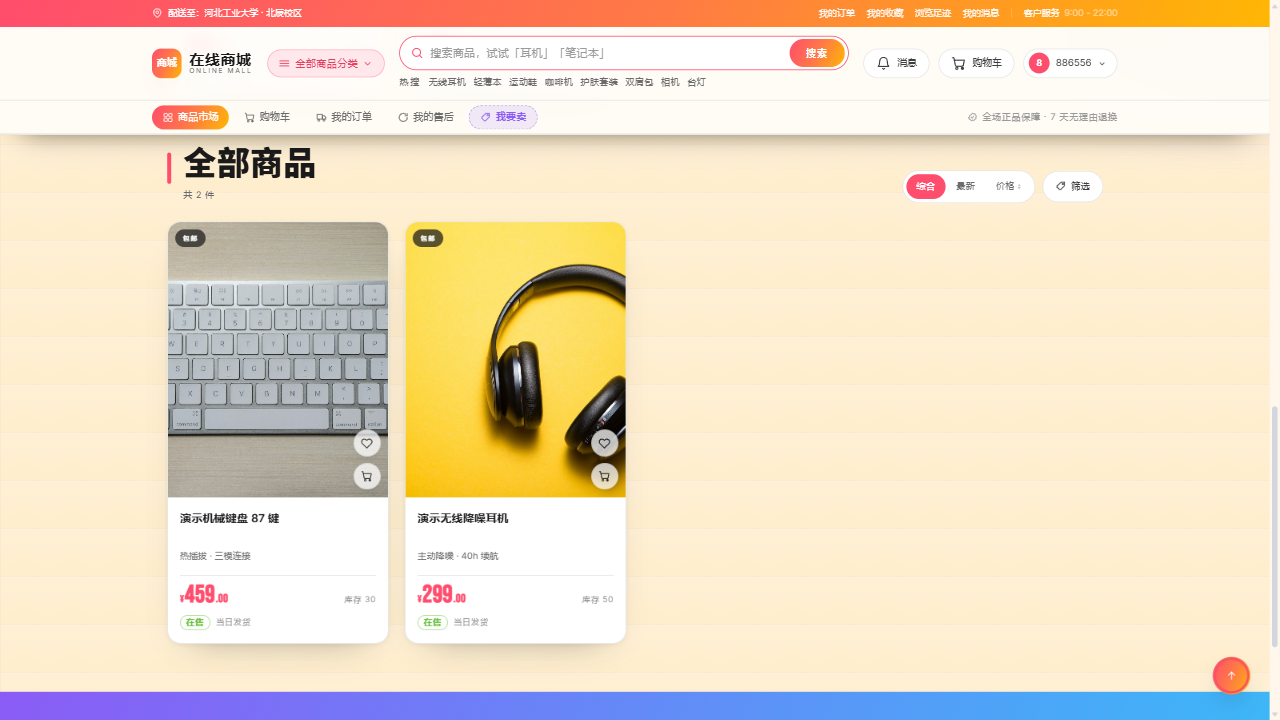 配送至：河北工业大学 · 北辰校区
我的订单 我的收藏 浏览足迹 我的消息 客户服务 9:00 - 22:00
商城 在线商城
ONLINE MALL
全部商品分类
搜索商品，试试「耳机」「笔记本」
搜索
消息
购物车
8 886556
热搜 无线耳机 轻薄本 运动鞋 咖啡机 护肤套装 双肩包 相机 台灯
商品市场 购物车 我的订单 我的售后 我要卖
全场正品保障 · 7 天无理由退换
全部商品
共 2 件
综合 最新 价格 筛选
包邮
包邮
演示机械键盘 87 键
热插拔 · 三模连接
¥459.00 库存 30
在售 当日发货
演示无线降噪耳机
主动降噪 · 40h 续航
¥299.00 库存 50
在售 当日发货